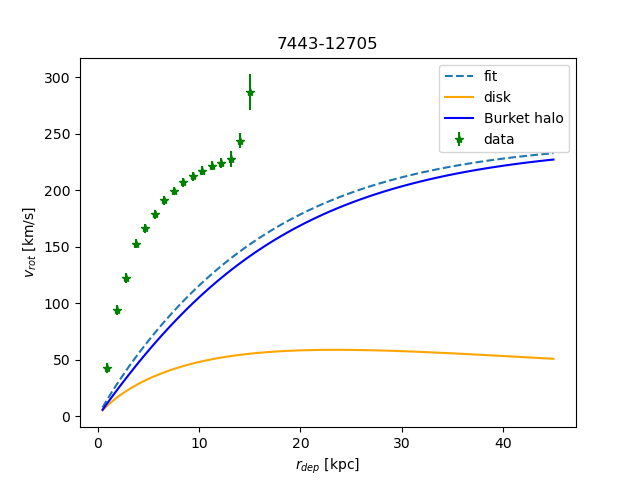 7443-12705
300
250
200
150
100
50
0
v_rot [km/s]
fit
disk
Burket halo
data
0 10 20 30 40
r_dep [kpc]